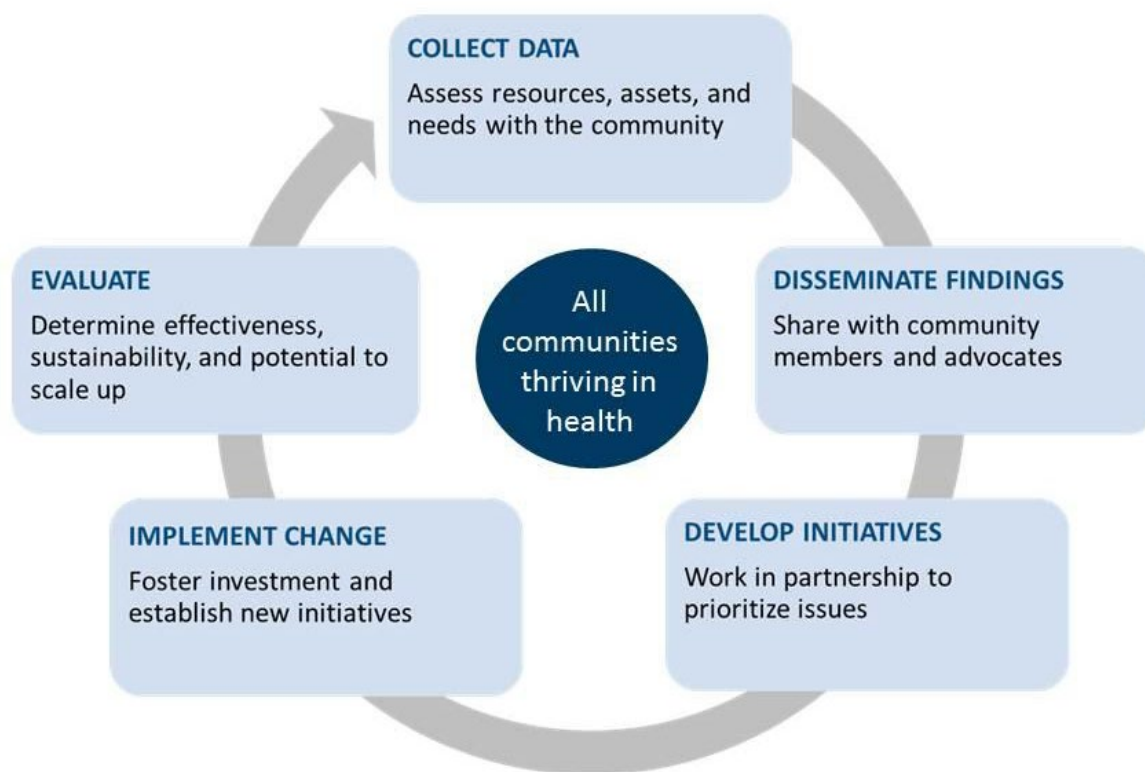 COLLECT DATA
Assess resources, assets, and
needs with the community
DISSEMINATE FINDINGS
Share with community
members and advocates
DEVELOP INITIATIVES
Work in partnership to
prioritize issues
IMPLEMENT CHANGE
Foster investment and
establish new initiatives
EVALUATE
Determine effectiveness,
sustainability, and potential to
scale up
All
communities
thriving in
health